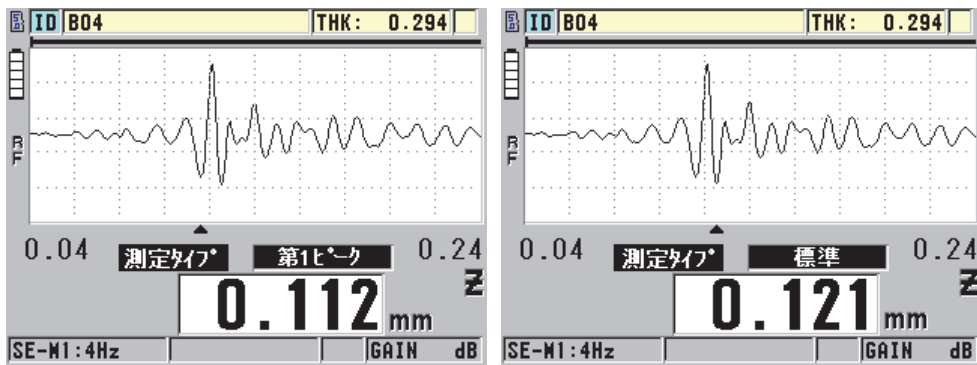 ID B04 THK: 0.294
RF
0.04 0.24
測定タイプ 第1ピーク
0.112 mm
SE-M1:4Hz GAIN dB
ID B04 THK: 0.294
RF
0.04 0.24
測定タイプ 標準
0.121 mm
SE-M1:4Hz GAIN dB